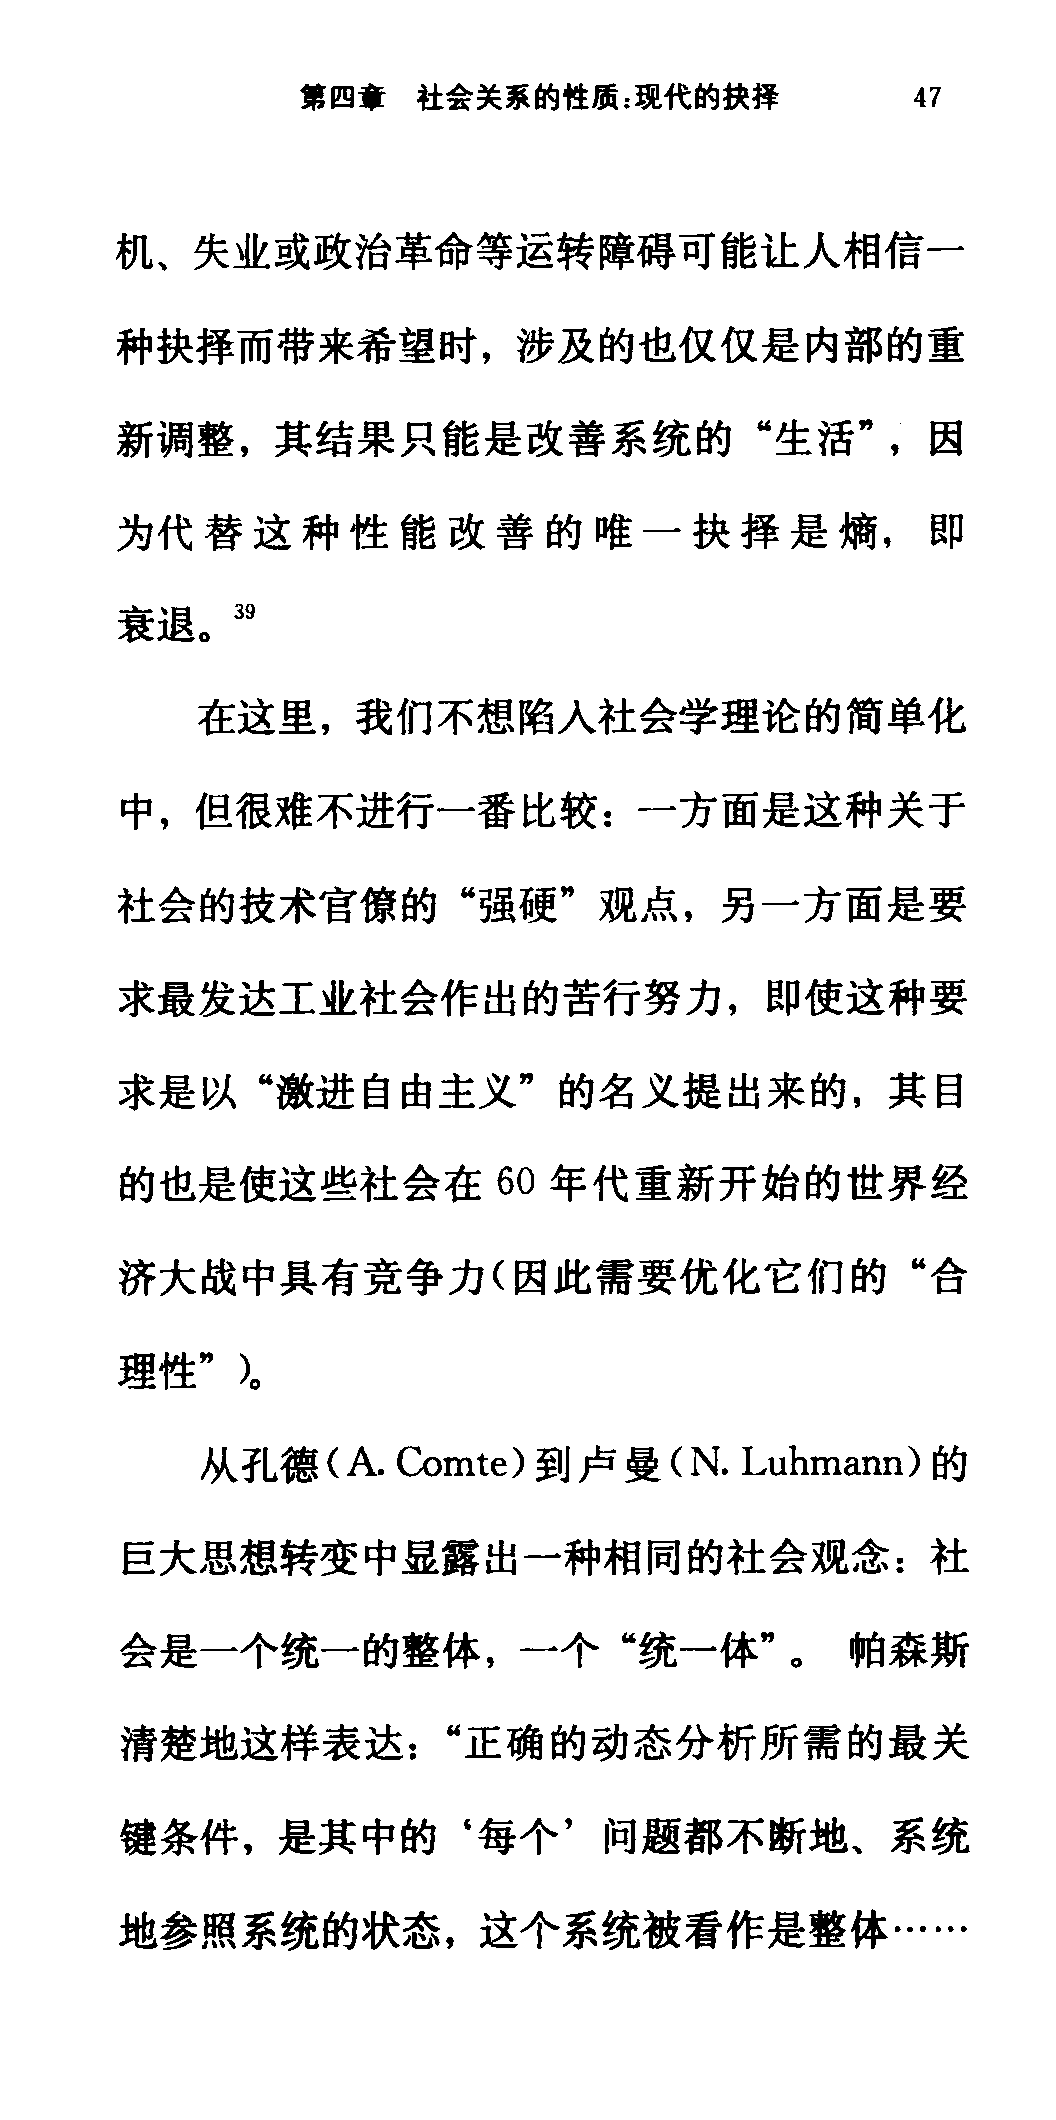 第四章 社会关系的性质:现代的抉择 47
机、失业或政治革命等运转障碍可能让人相信一
种抉择而带来希望时，涉及的也仅仅是内部的重
新调整，其结果只能是改善系统的“生活”，因
为代替这种性能改善的唯一抉择是熵，即
衰退。39
在这里，我们不想陷入社会学理论的简单化
中，但很难不进行一番比较：一方面是这种关于
社会的技术官僚的“强硬”观点，另一方面是要
求最发达工业社会作出的苦行努力，即使这种要
求是以“激进自由主义”的名义提出来的，其目
的也是使这些社会在 60 年代重新开始的世界经
济大战中具有竞争力(因此需要优化它们的“合
理性”)。
从孔德(A. Comte)到卢曼(N. Luhmann)的
巨大思想转变中显露出一种相同的社会观念：社
会是一个统一的整体，一个“统一体”。 帕森斯
清楚地这样表达：“正确的动态分析所需的最关
键条件，是其中的‘每个’问题都不断地、系统
地参照系统的状态，这个系统被看作是整体……